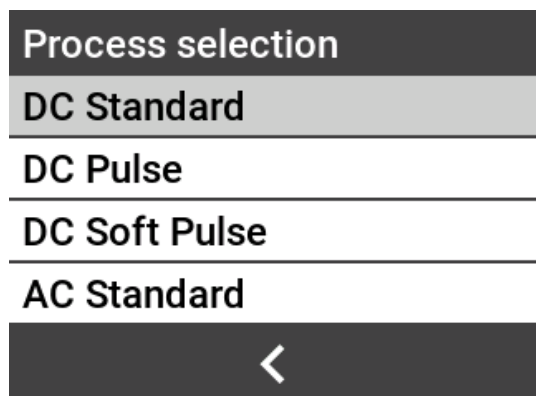 Process selection
DC Standard
DC Pulse
DC Soft Pulse
AC Standard